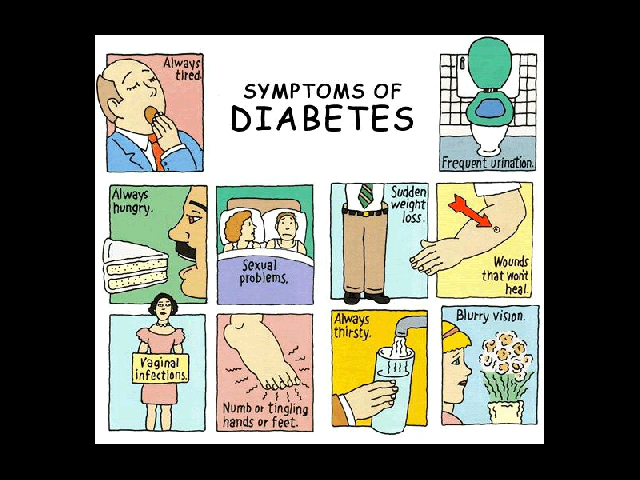 Always
tired.
SYMPTOMS OF
DIABETES
Frequent urination.
Always
hungry.
Sexual
problems.
Sudden
weight
loss.
Wounds
that won't
heal.
Vaginal
infections.
Numb or tingling
hands or feet.
Always
thirsty.
Blurry vision.